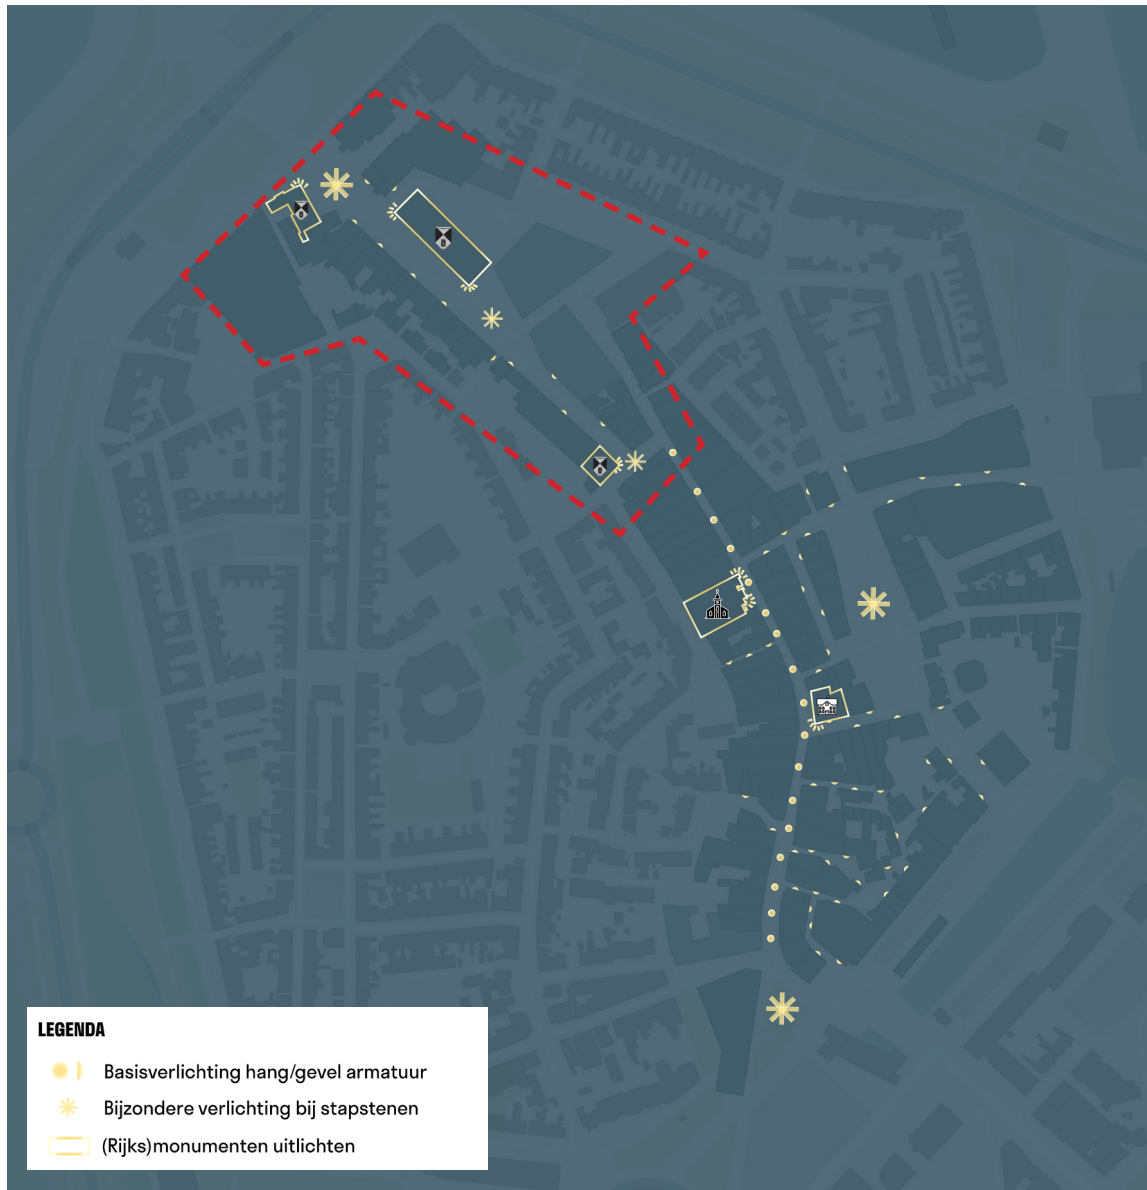 LEGENDA
Basisverlichting hang/gevel armatuur
Bijzondere verlichting bij stapstenen
(Rijks)monumenten uitlichten